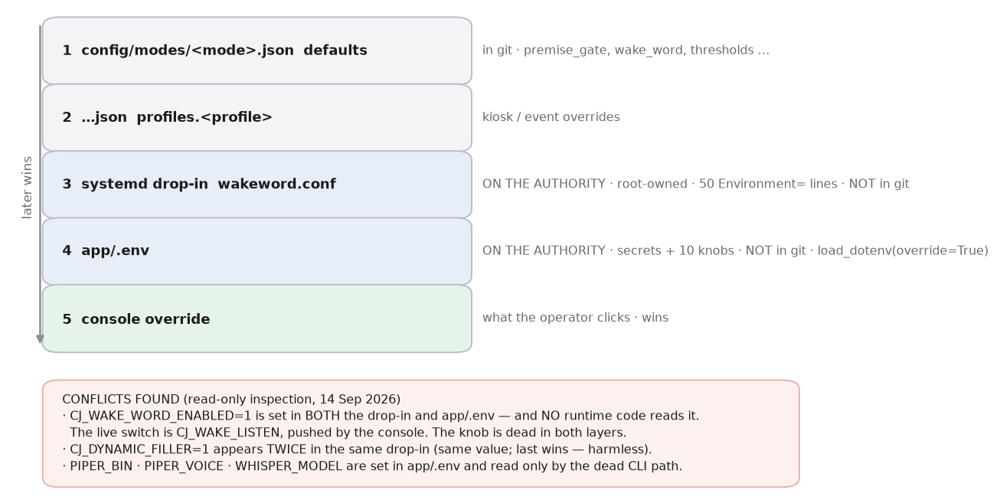 1 config/modes/<mode>.json defaults
in git · premise_gate, wake_word, thresholds …
2 …json profiles.<profile>
kiosk / event overrides
3 systemd drop-in wakeword.conf
ON THE AUTHORITY · root-owned · 50 Environment= lines · NOT in git
4 app/.env
ON THE AUTHORITY · secrets + 10 knobs · NOT in git · load_dotenv(override=True)
5 console override
what the operator clicks · wins
later wins
CONFLICTS FOUND (read-only inspection, 14 Sep 2026)
· CJ_WAKE_WORD_ENABLED=1 is set in BOTH the drop-in and app/.env — and NO runtime code reads it.
The live switch is CJ_WAKE_LISTEN, pushed by the console. The knob is dead in both layers.
· CJ_DYNAMIC_FILLER=1 appears TWICE in the same drop-in (same value; last wins — harmless).
· PIPER_BIN · PIPER_VOICE · WHISPER_MODEL are set in app/.env and read only by the dead CLI path.